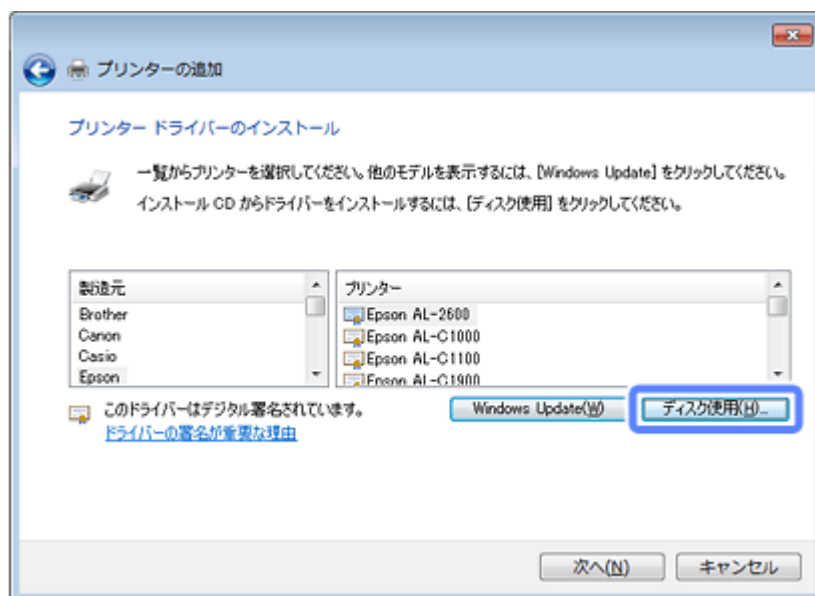 プリンターの追加
プリンター ドライバーのインストール
一覧からプリンターを選択してください。他のモデルを表示するには、[Windows Update] をクリックしてください。
インストール CD からドライバーをインストールするには、[ディスク使用] をクリックしてください。
製造元
Brother
Canon
Casio
Epson
プリンター
Epson AL-2600
Epson AL-C1000
Epson AL-C1100
Epson AL-C1900
このドライバーはデジタル署名されています。
ドライバーの署名が重要な理由
Windows Update(W)
ディスク使用(H)...
次へ(N)
キャンセル